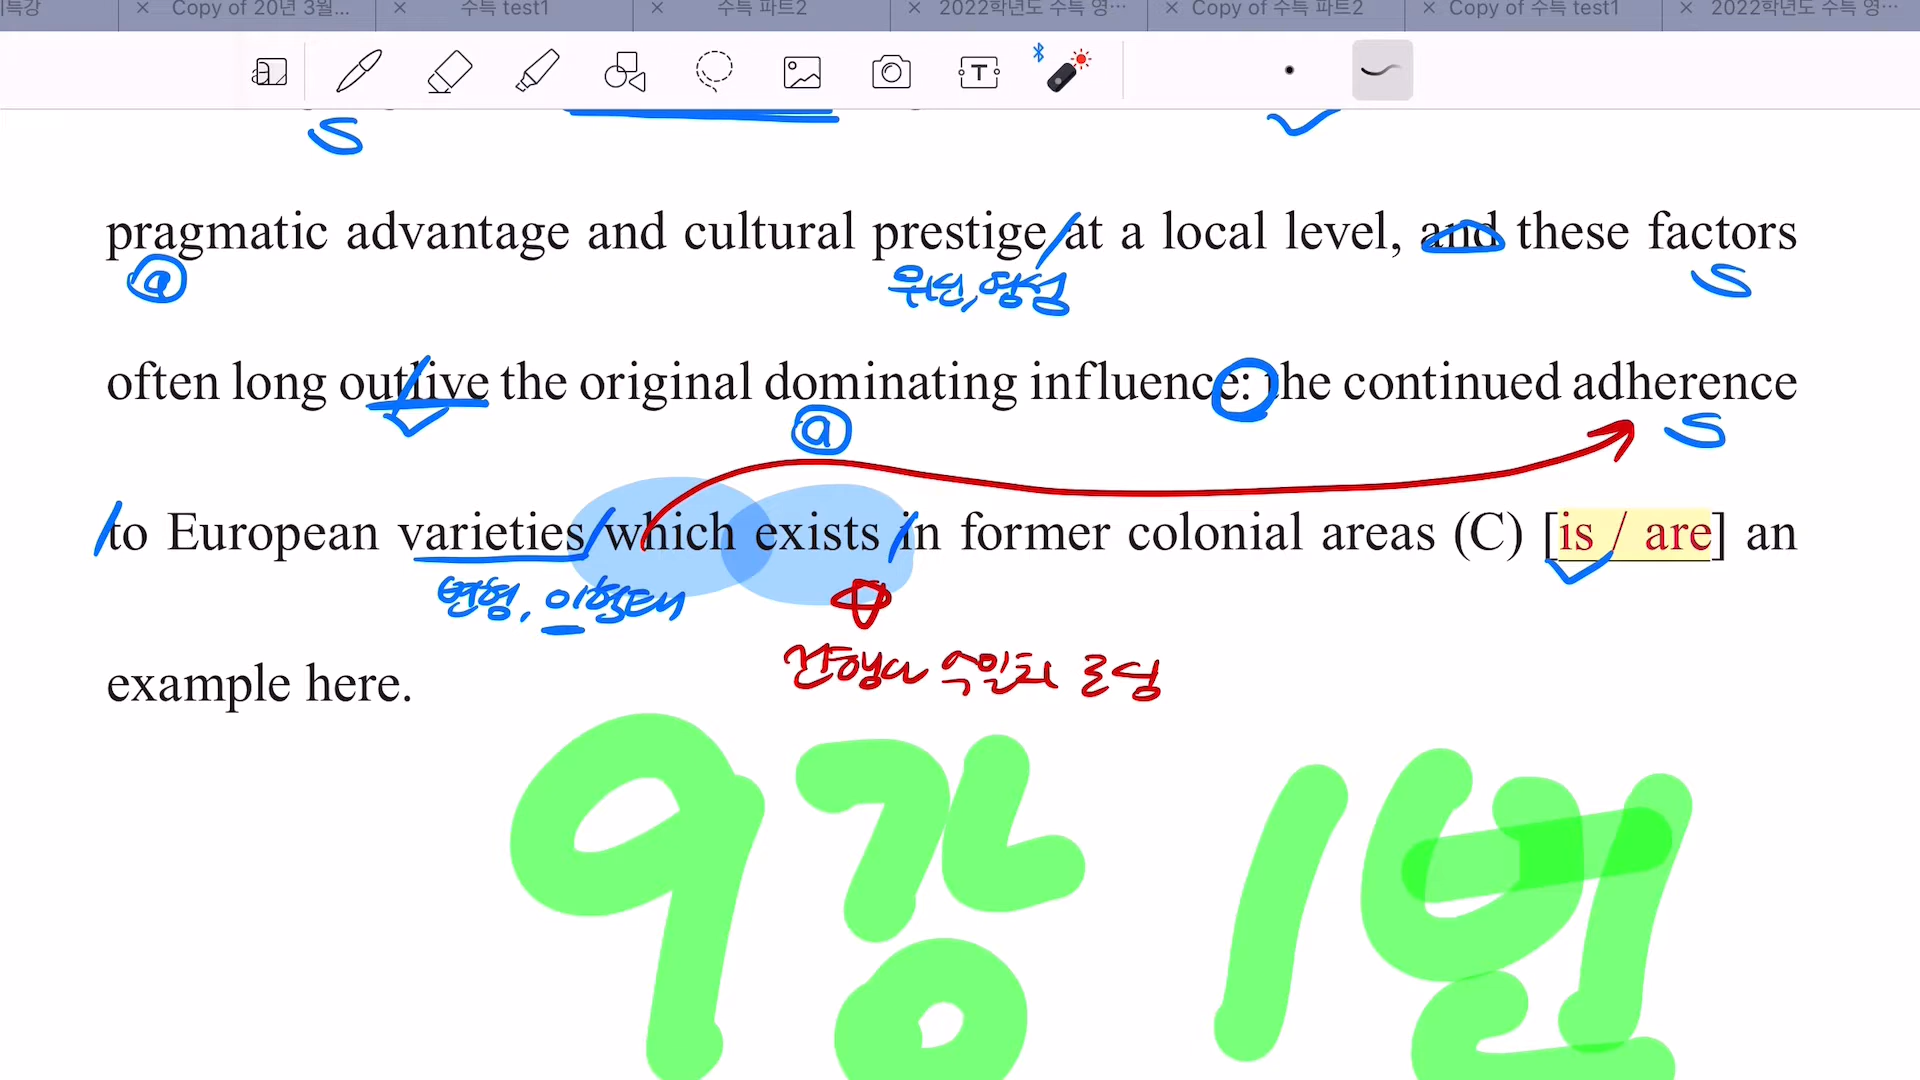 특강 × Copy of 20년 3월... × 수특 test1 × 수특 파트2 × 2022학년도 수특 영… × Copy of 수특 파트2 × Copy of 수특 test1 × 2022학년도 수특 영…
T
S
pragmatic advantage and cultural prestige at a local level, and these factors
a 위신, 명성 S
often long outlive the original dominating influence: the continued adherence
a S
to European varieties which exists in former colonial areas (C) [is / are] an
변형, 이형태
example here.
관.형.대 수일치 조심
9강 1번